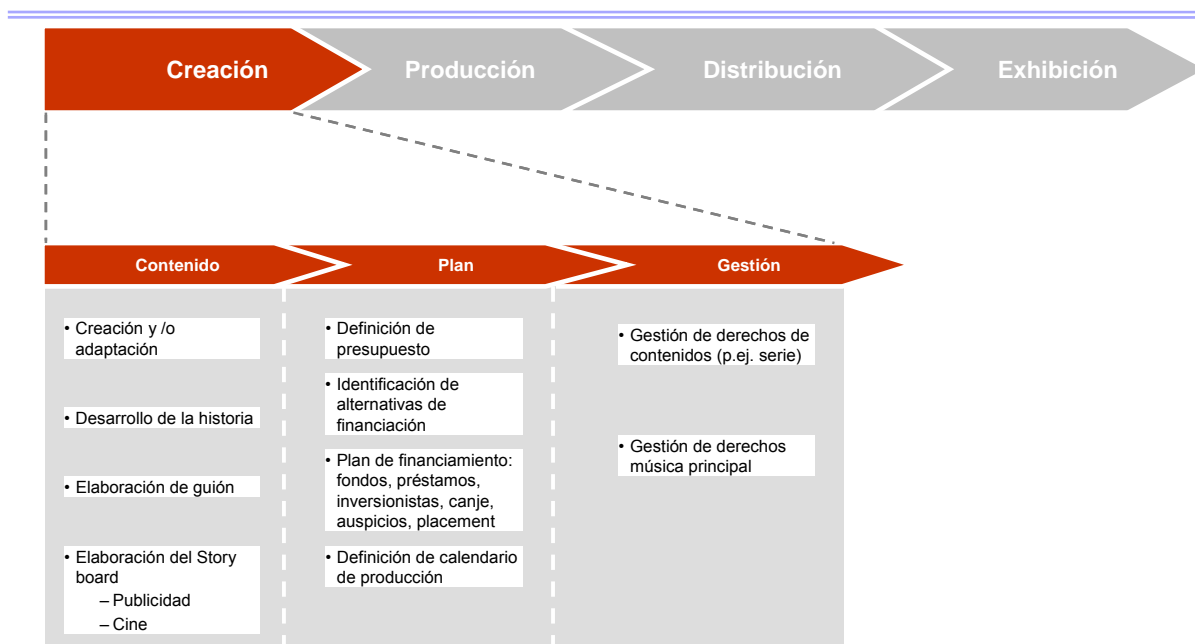 Creación
Producción
Distribución
Exhibición
Contenido
Plan
Gestión
• Creación y /o
adaptación
• Desarrollo de la historia
• Elaboración de guión
• Elaboración del Story
board
– Publicidad
– Cine
• Definición de
presupuesto
• Identificación de
alternativas de
financiación
• Plan de financiamiento:
fondos, préstamos,
inversionistas, canje,
auspicios, placement
• Definición de calendario
de producción
• Gestión de derechos de
contenidos (p.ej. serie)
• Gestión de derechos
música principal